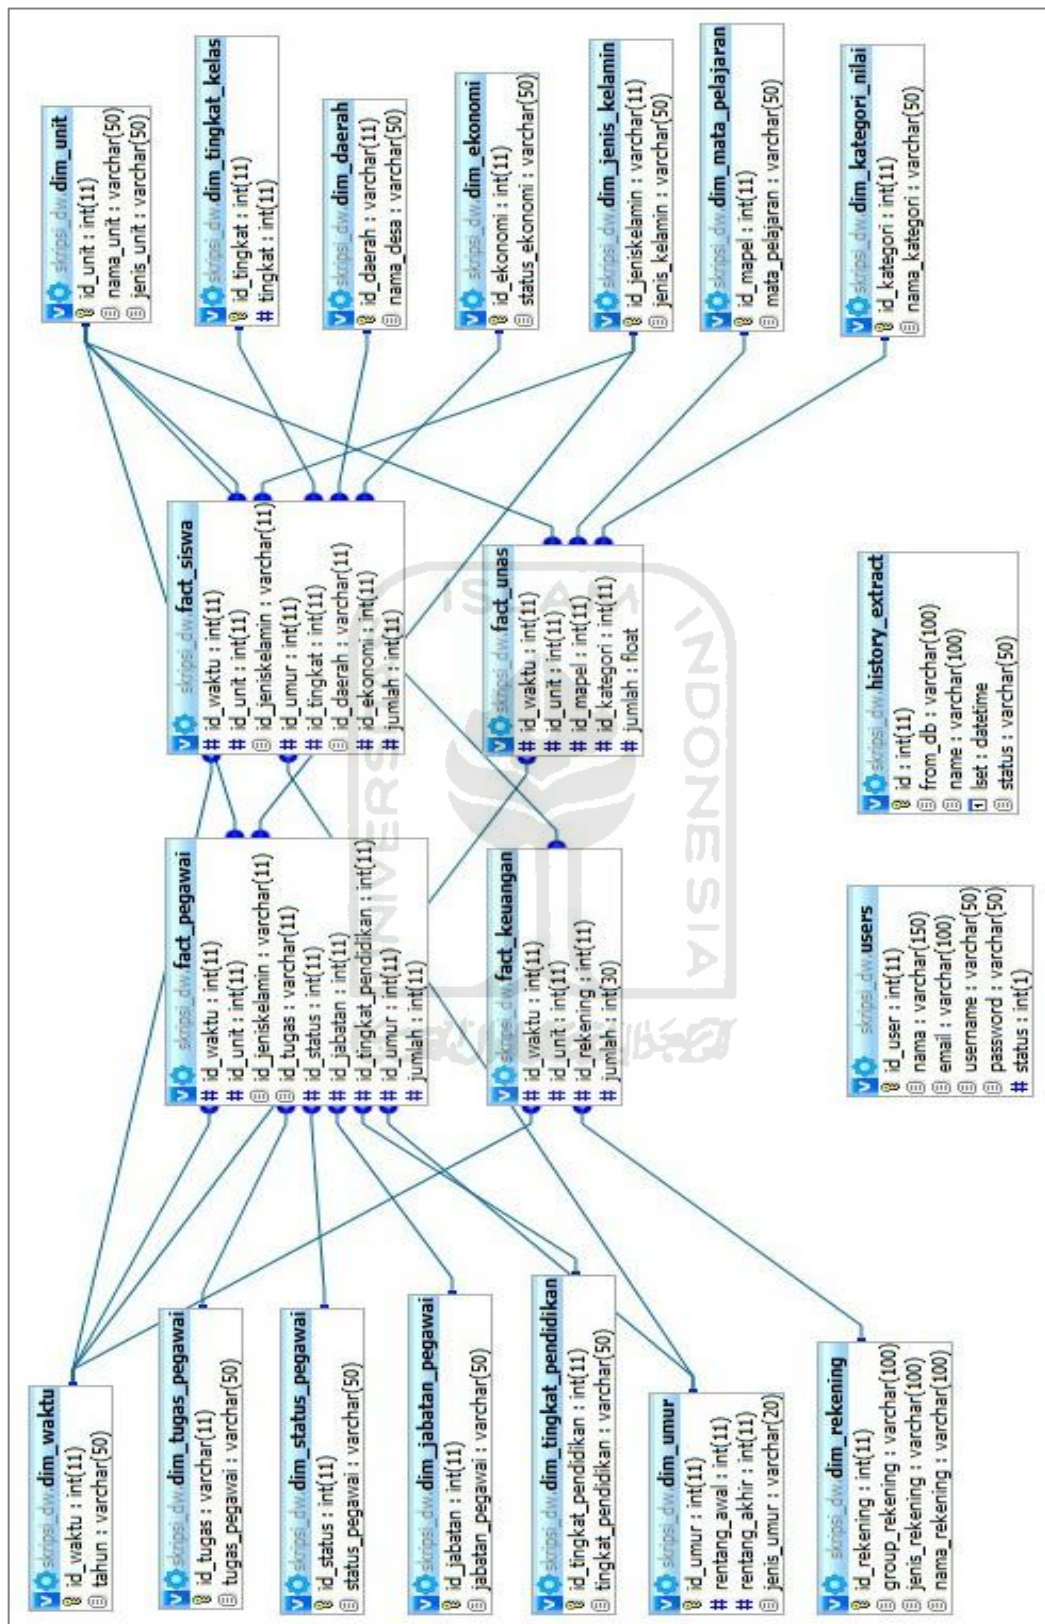 skripsi_dw.dim_waktu
id_waktu : int(11)
tahun : varchar(50)
skripsi_dw.dim_tugas_pegawai
id_tugas : varchar(11)
tugas_pegawai : varchar(50)
skripsi_dw.dim_status_pegawai
id_status : int(11)
status_pegawai : varchar(50)
skripsi_dw.dim_jabatan_pegawai
id_jabatan : int(11)
jabatan_pegawai : varchar(50)
skripsi_dw.dim_tingkat_pendidikan
id_tingkat_pendidikan : int(11)
tingkat_pendidikan : varchar(50)
skripsi_dw.dim_umur
id_umur : int(11)
rentang_awal : int(11)
rentang_akhir : int(11)
jenis_umur : varchar(20)
skripsi_dw.dim_rekening
id_rekening : int(11)
group_rekening : varchar(100)
jenis_rekening : varchar(100)
nama_rekening : varchar(100)
skripsi_dw.fact_pegawai
id_waktu : int(11)
id_unit : int(11)
id_jeniskelamin : varchar(11)
id_tugas : varchar(11)
id_status : int(11)
id_jabatan : int(11)
id_tingkat_pendidikan : int(11)
id_umur : int(11)
jumlah : int(11)
skripsi_dw.fact_keuangan
id_waktu : int(11)
id_unit : int(11)
id_rekening : int(11)
jumlah : int(30)
skripsi_dw.users
id_user : int(11)
nama : varchar(150)
email : varchar(100)
username : varchar(50)
password : varchar(50)
status : int(1)
skripsi_dw.fact_siswa
id_waktu : int(11)
id_unit : int(11)
id_jeniskelamin : varchar(11)
id_umur : int(11)
id_tingkat : int(11)
id_daerah : varchar(11)
id_ekonomi : int(11)
jumlah : int(11)
skripsi_dw.fact_unas
id_waktu : int(11)
id_unit : int(11)
id_mapel : int(11)
id_kategori : int(11)
jumlah : float
skripsi_dw.history_extract
id : int(11)
from_db : varchar(100)
name : varchar(100)
lset : datetime
status : varchar(50)
skripsi_dw.dim_unit
id_unit : int(11)
nama_unit : varchar(50)
jenis_unit : varchar(50)
skripsi_dw.dim_tingkat_kelas
id_tingkat : int(11)
tingkat : int(11)
skripsi_dw.dim_daerah
id_daerah : varchar(11)
nama_desa : varchar(50)
skripsi_dw.dim_ekonomi
id_ekonomi : int(11)
status_ekonomi : varchar(50)
skripsi_dw.dim_jenis_kelamin
id_jeniskelamin : varchar(11)
jenis_kelamin : varchar(50)
skripsi_dw.dim_mata_pelajaran
id_mapel : int(11)
mata_pelajaran : varchar(50)
skripsi_dw.dim_kategori_nilai
id_kategori : int(11)
nama_kategori : varchar(50)
ISLAM
INDONESIA